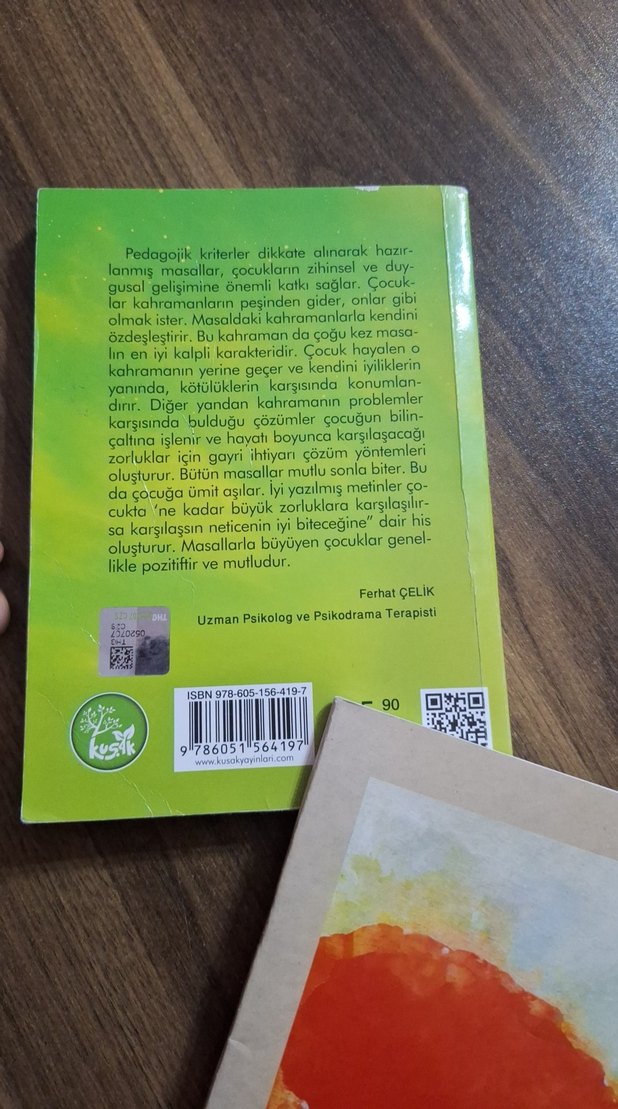 Pedagojik kriterler dikkate alınarak hazır-
lanmış masallar, çocukların zihinsel ve duy-
gusal gelişimine önemli katkı sağlar. Çocuk-
lar kahramanların peşinden gider, onlar gibi
olmak ister. Masaldaki kahramanlarla kendini
özdeşleştirir. Bu kahraman da çoğu kez masa-
lın en iyi kalpli karakteridir. Çocuk hayalen o
kahramanın yerine geçer ve kendini iyiliklerin
yanında, kötülüklerin karşısında konumlan-
dırır. Diğer yandan kahramanın problemler
karşısında bulduğu çözümler çocuğun bilin-
çaltına işlenir ve hayatı boyunca karşılaşacağı
zorluklar için gayri ihtiyarı çözüm yöntemleri
oluşturur. Bütün masallar mutlu sonla biter. Bu
da çocuğa ümit aşılar. İyi yazılmış metinler ço-
cukta ‘ne kadar büyük zorluklara karşılaşılır-
sa karşılaşsın neticenin iyi biteceğine” dair his
oluşturur. Masallarla büyüyen çocuklar genel-
likle pozitiftir ve mutludur.
Ferhat ÇELİK
Uzman Psikolog ve Psikodrama Terapisti
THG
0520707
C29
kuşak
ISBN 978-605-156-419-7
9 786051 564197
www.kusakyayinlari.com
90